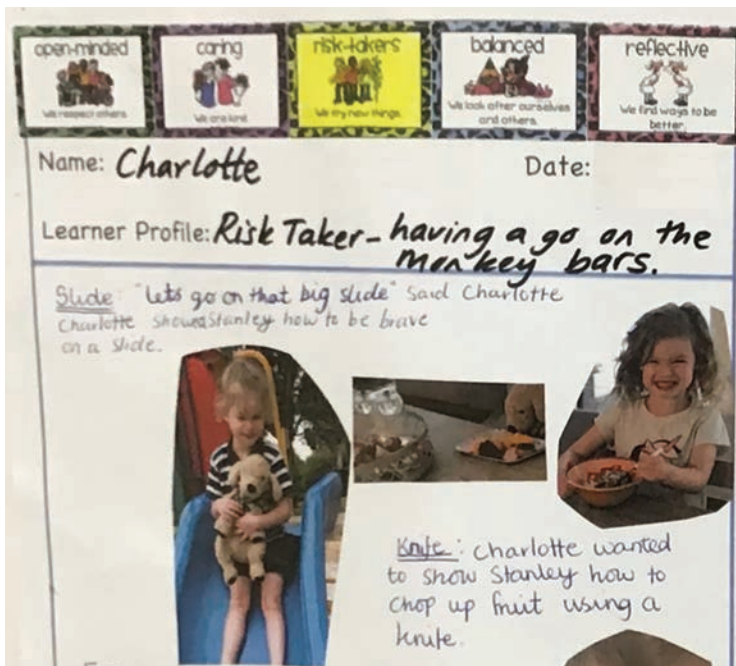 open-minded
We respect others.
caring
We are kind.
risk-takers
We try new things.
balanced
We look after ourselves
and others.
reflective
We find ways to be
better.
Name: Charlotte
Date:
Learner Profile: Risk Taker - having a go on the
monkey bars.
Slide: "Lets go on that big slide" said Charlotte
Charlotte showed Stanley how to be brave
on a slide.
Knife: Charlotte wanted
to show Stanley how to
chop up fruit using a
knife.